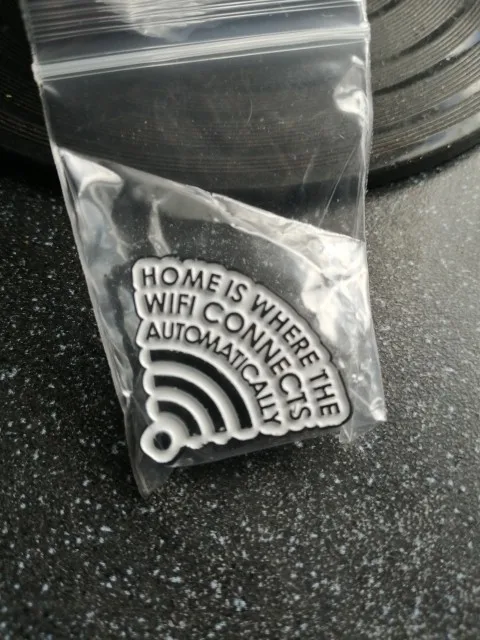 HOME IS WHERE THE
WIFI CONNECTS
AUTOMATICALLY